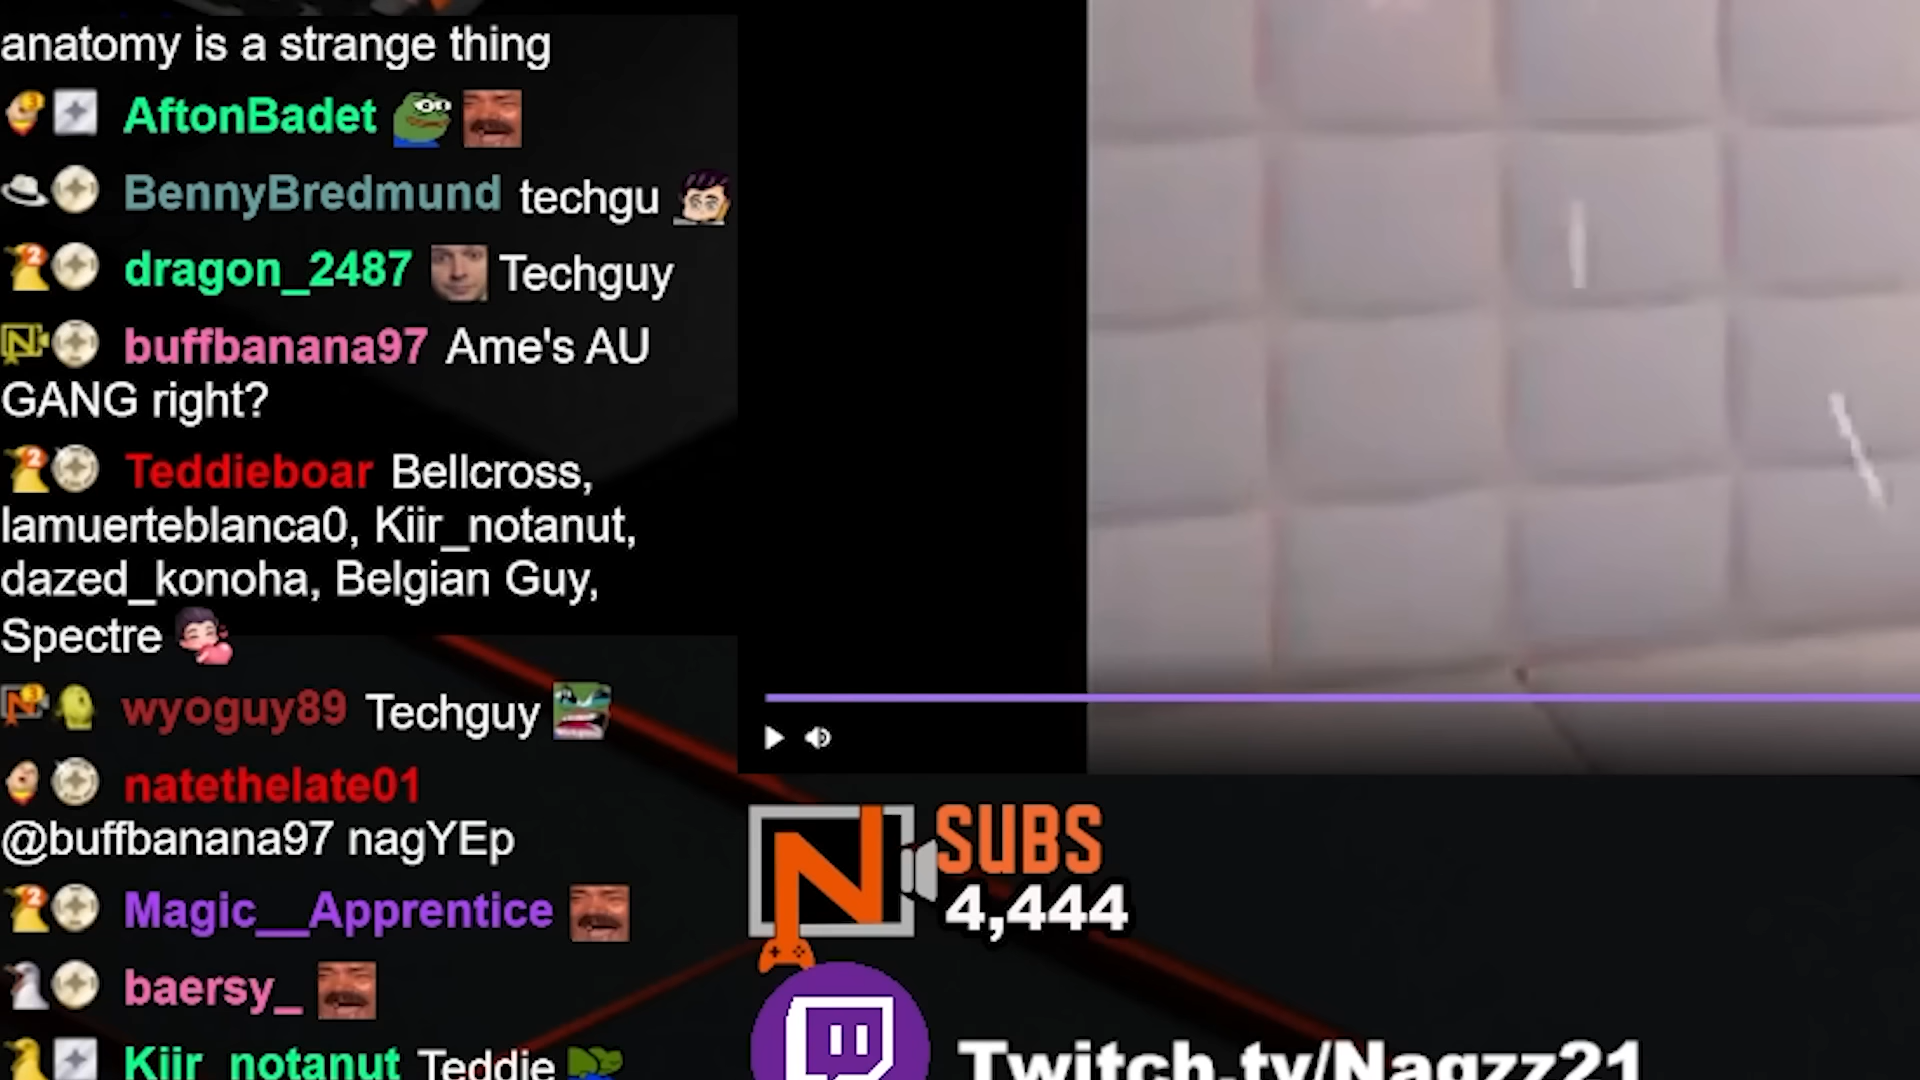 anatomy is a strange thing
AftonBadet
BennyBredmund techgu
dragon_2487 Techguy
buffbanana97 Ame's AU
GANG right?
Teddieboar Bellcross,
lamuerteblanca0, Kiir_notanut,
dazed_konoha, Belgian Guy,
Spectre
wyoguy89 Techguy
natethelate01
@buffbanana97 nagYEp
Magic__Apprentice
baersy_
Kiir_notanut Teddie
N SUBS
4,444
Twitch.tv/Nagzz21